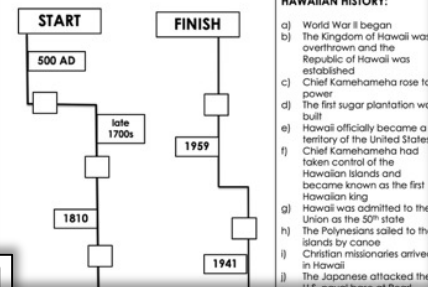 START
FINISH
500 AD
late
1700s
1810
1959
1941
HAWAIIAN HISTORY:
a) World War II began
b) The Kingdom of Hawaii was
overthrown and the
Republic of Hawaii was
established
c) Chief Kamehameha rose to
power
d) The first sugar plantation
built
e) Hawaii officially became a
territory of the United States
f) Chief Kamehameha had
taken control of the
Hawaiian Islands and
became known as the first
Hawaiian king
g) Hawaii was admitted to the
Union as the 50th state
h) The Polynesians sailed to the
islands by canoe
i) Christian missionaries arrived
in Hawaii
j) The Japanese attacked the